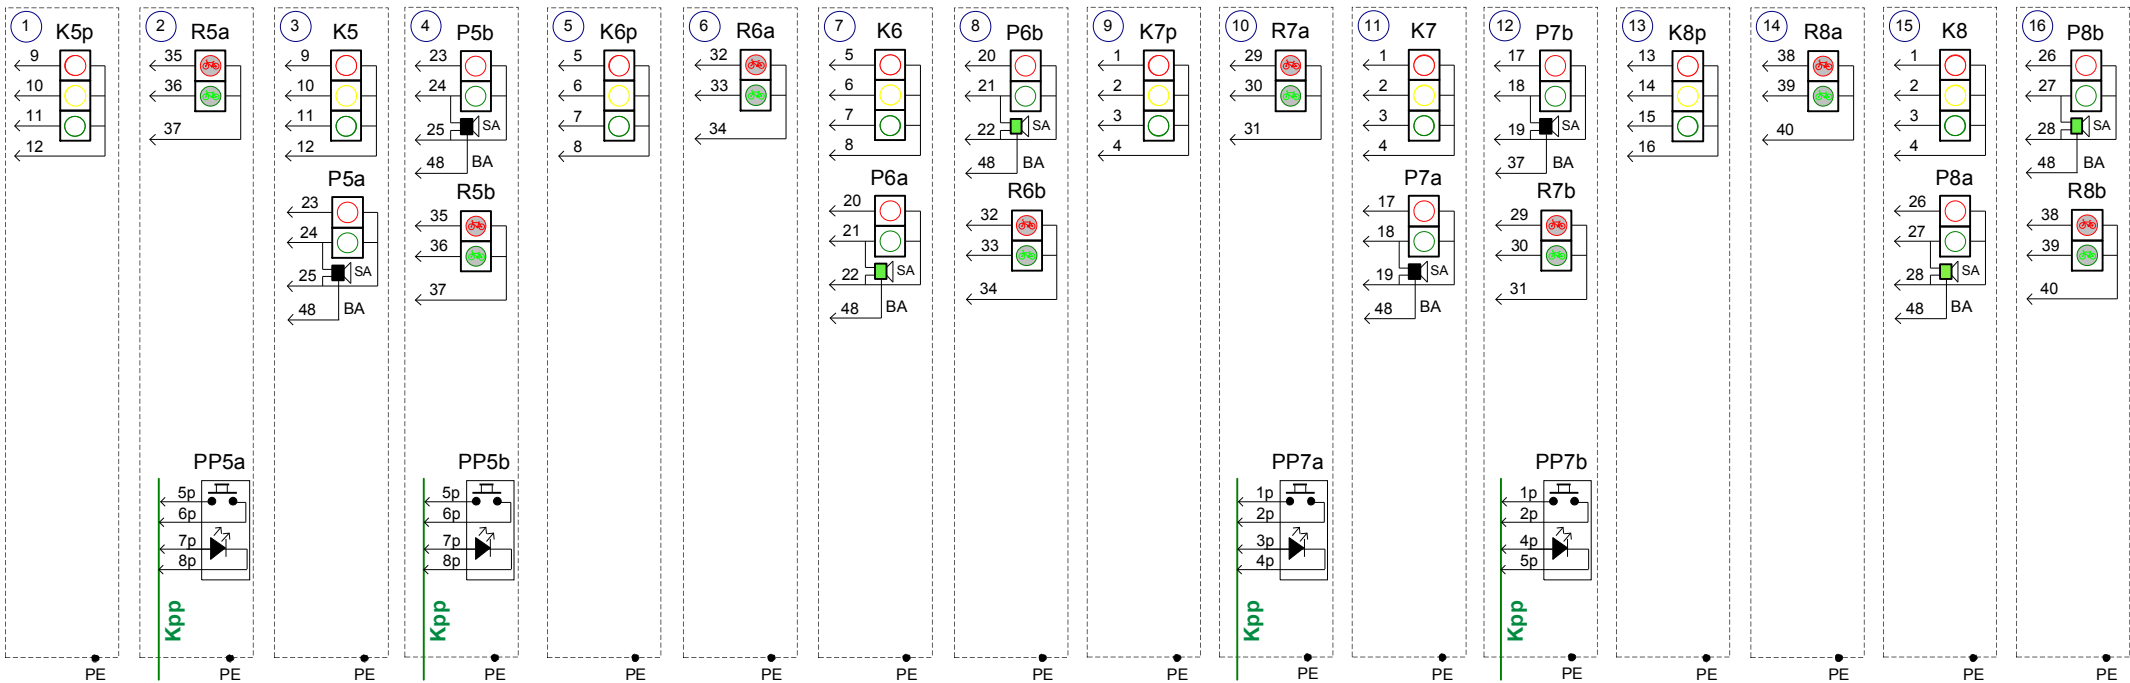 1 K5p
9
10
11
12
PE
2 R5a
35
36
37
PP5a
5p
6p
7p
8p
Kpp
PE
3 K5
9
10
11
12
P5a
23
24
SA
25
BA
48
PE
4 P5b
23
24
SA
25
BA
48
R5b
35
36
37
PP5b
5p
6p
7p
8p
Kpp
PE
5 K6p
5
6
7
8
PE
6 R6a
32
33
34
PE
7 K6
5
6
7
8
P6a
20
21
SA
22
BA
48
PE
8 P6b
20
21
SA
22
BA
48
R6b
32
33
34
PE
9 K7p
1
2
3
4
PE
10 R7a
29
30
31
PP7a
1p
2p
3p
4p
Kpp
PE
11 K7
1
2
3
4
P7a
17
18
SA
19
BA
48
PE
12 P7b
17
18
SA
19
BA
37
R7b
29
30
31
PP7b
1p
2p
4p
5p
Kpp
PE
13 K8p
13
14
15
16
PE
14 R8a
38
39
40
PE
15 K8
1
2
3
4
P8a
26
27
SA
28
BA
48
PE
16 P8b
26
27
SA
28
BA
48
R8b
38
39
40
PE